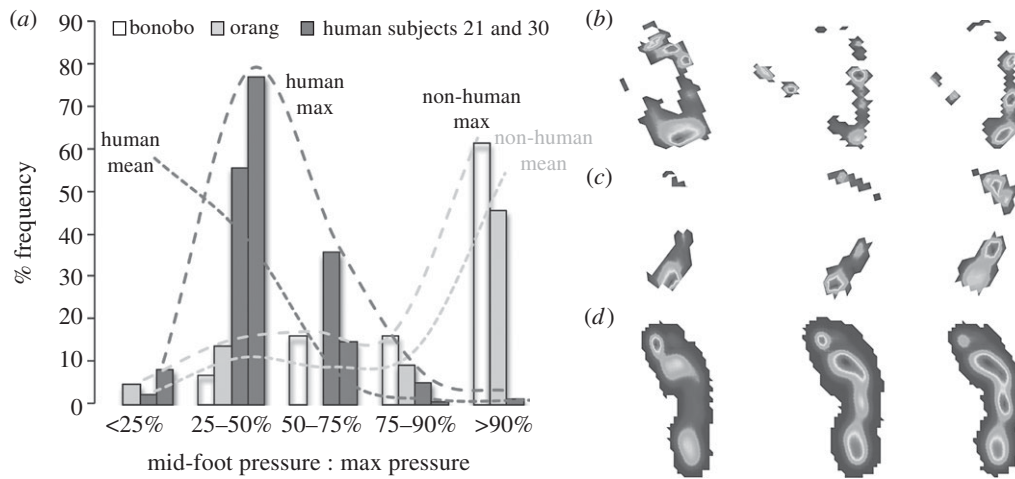 (a)
90
80
70
60
50
40
30
20
10
0
% frequency
bonobo
orang
human subjects 21 and 30
human
mean
human
max
non-human
max
non-human
mean
<25%
25–50%
50–75%
75–90%
>90%
mid-foot pressure : max pressure
(b)
(c)
(d)